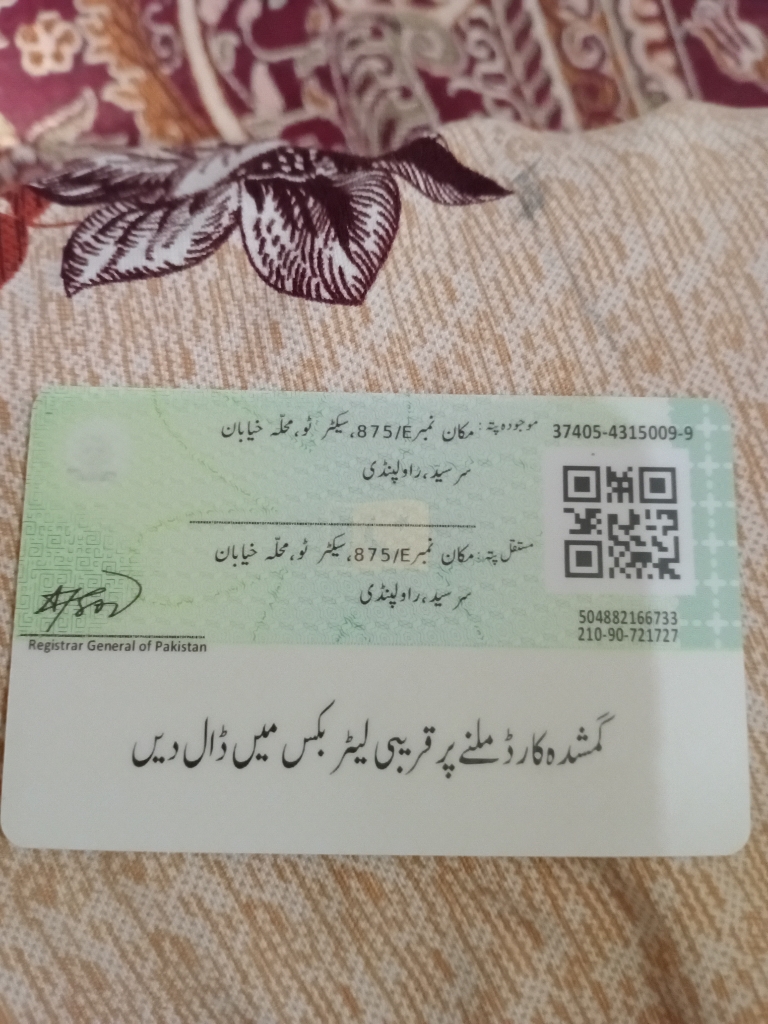 موجودہ پتہ: مکان نمبر 875/E، سیکٹر ٹو، محلّہ خیابان
سر سید، راولپنڈی
37405-4315009-9
مستقل پتہ: مکان نمبر 875/E، سیکٹر ٹو، محلّہ خیابان
سر سید، راولپنڈی
504882166733
210-90-721727
Registrar General of Pakistan
گمشدہ کارڈ ملنے پر قریبی لیٹر بکس میں ڈال دیں